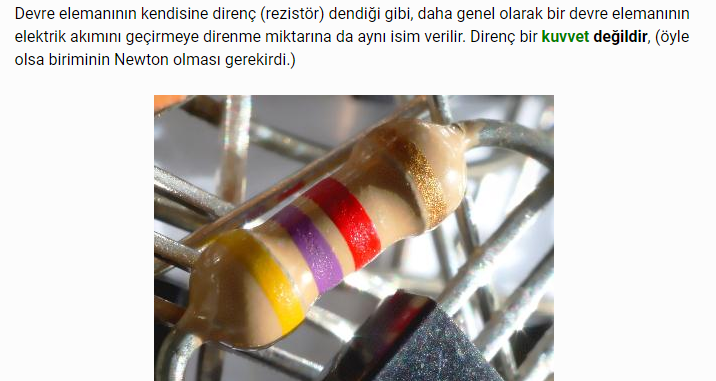 Devre elemanının kendisine direnç (rezistör) dendiği gibi, daha genel olarak bir devre elemanının
elektrik akımını geçirmeye direnme miktarına da aynı isim verilir. Direnç bir kuvvet değildir, (öyle
olsa biriminin Newton olması gerekirdi.)